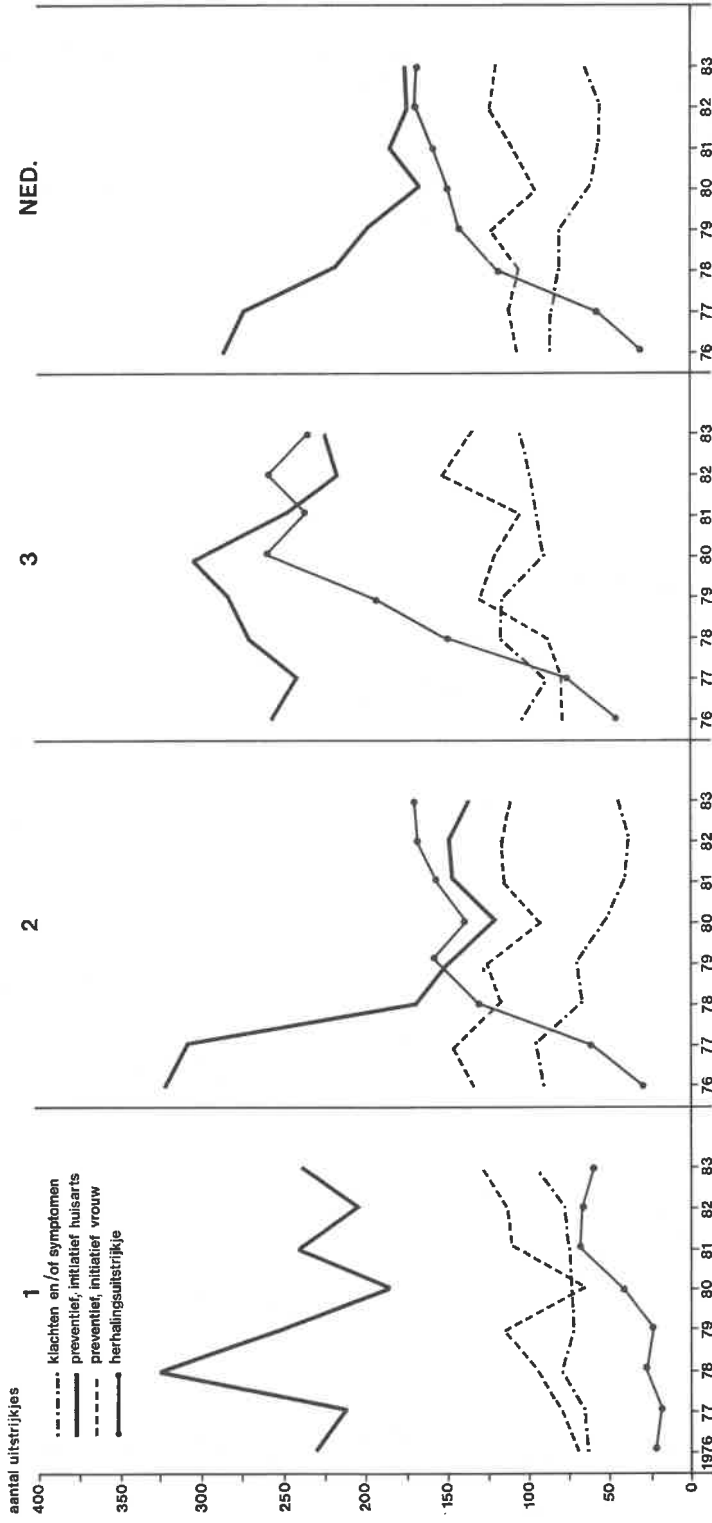 aantal uitstrijkjes
1
2
3
NED.
klachten en/of symptomen
preventief, initiatief huisarts
preventief, initiatief vrouw
herhalingsuitstrijkje
400
300
250
200
150
100
50
0
1976 77 78 79 80 81 82 83
76 77 78 79 80 81 82 83
76 77 78 79 80 81 82 83
76 77 78 79 80 81 82 83